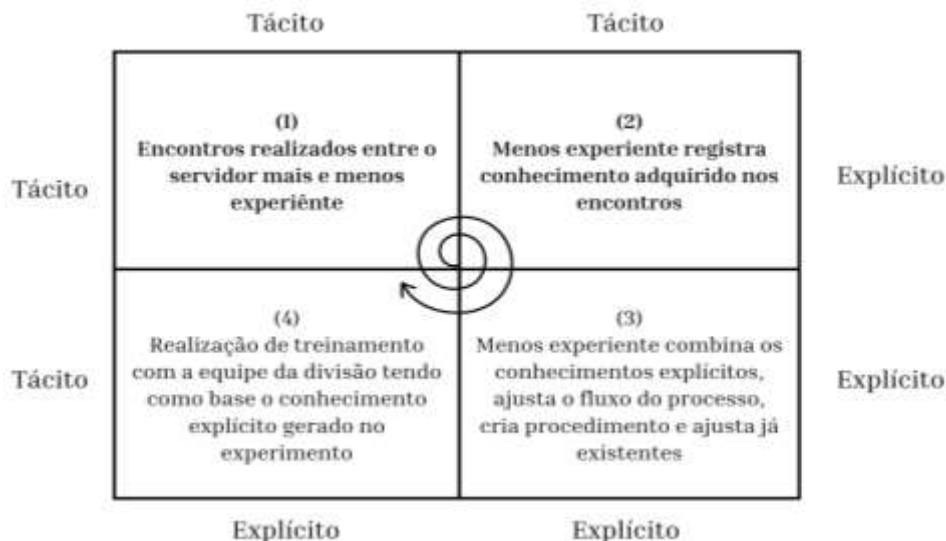 Tácito
Tácito
(1)
Encontros realizados entre o
servidor mais e menos
experiênte
(2)
Menos experiente registra
conhecimento adquirido nos
encontros
Tácito
Explícito
(4)
Realização de treinamento
com a equipe da divisão tendo
como base o conhecimento
explícito gerado no
experimento
(3)
Menos experiente combina os
conhecimentos explícitos,
ajusta o fluxo do processo,
cria procedimento e ajusta já
existentes
Tácito
Explícito
Explícito
Explícito